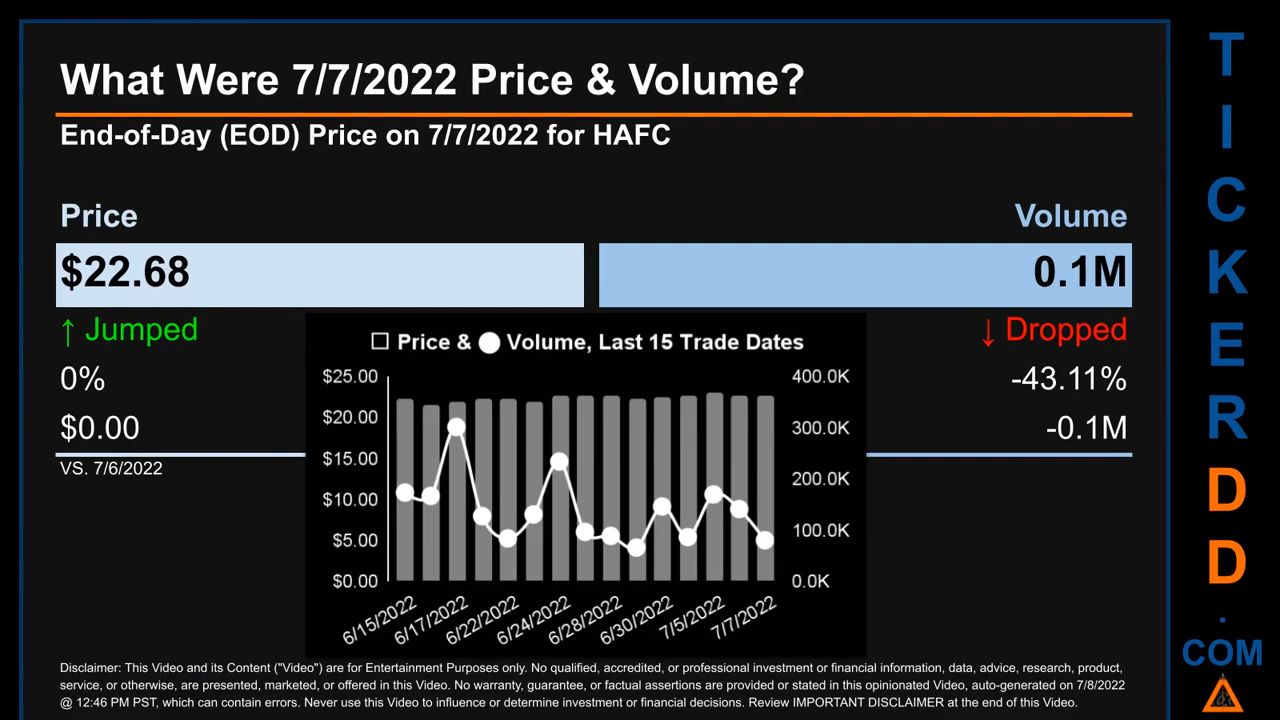 What Were 7/7/2022 Price & Volume?
End-of-Day (EOD) Price on 7/7/2022 for HAFC
Price
Volume
$22.68
0.1M
↑ Jumped
↓ Dropped
0%
-43.11%
$0.00
-0.1M
VS. 7/6/2022
Price & Volume, Last 15 Trade Dates
$25.00
$20.00
$15.00
$10.00
$5.00
$0.00
400.0K
300.0K
200.0K
100.0K
0.0K
6/15/2022
6/17/2022
6/22/2022
6/24/2022
6/28/2022
6/30/2022
7/5/2022
7/7/2022
Disclaimer: This Video and its Content ("Video") are for Entertainment Purposes only. No qualified, accredited, or professional investment or financial information, data, advice, research, product,
service, or otherwise, are presented, marketed, or offered in this Video. No warranty, guarantee, or factual assertions are provided or stated in this opinionated Video, auto-generated on 7/8/2022
@ 12:46 PM PST, which can contain errors. Never use this Video to influence or determine investment or financial decisions. Review IMPORTANT DISCLAIMER at the end of this Video.
T
I
C
K
E
R
D
D
.
COM